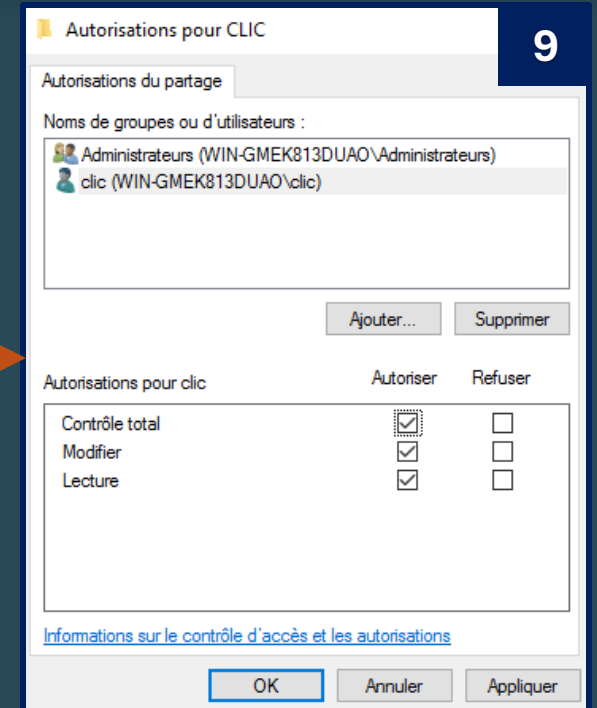 Autorisations pour CLIC
9
Autorisations du partage
Noms de groupes ou d'utilisateurs :
Administrateurs (WIN-GMEK813DUAO\Administrateurs)
clic (WIN-GMEK813DUAO\clic)
Ajouter... Supprimer
Autorisations pour clic Autoriser Refuser
Contrôle total
Modifier
Lecture
Informations sur le contrôle d'accès et les autorisations
OK Annuler Appliquer